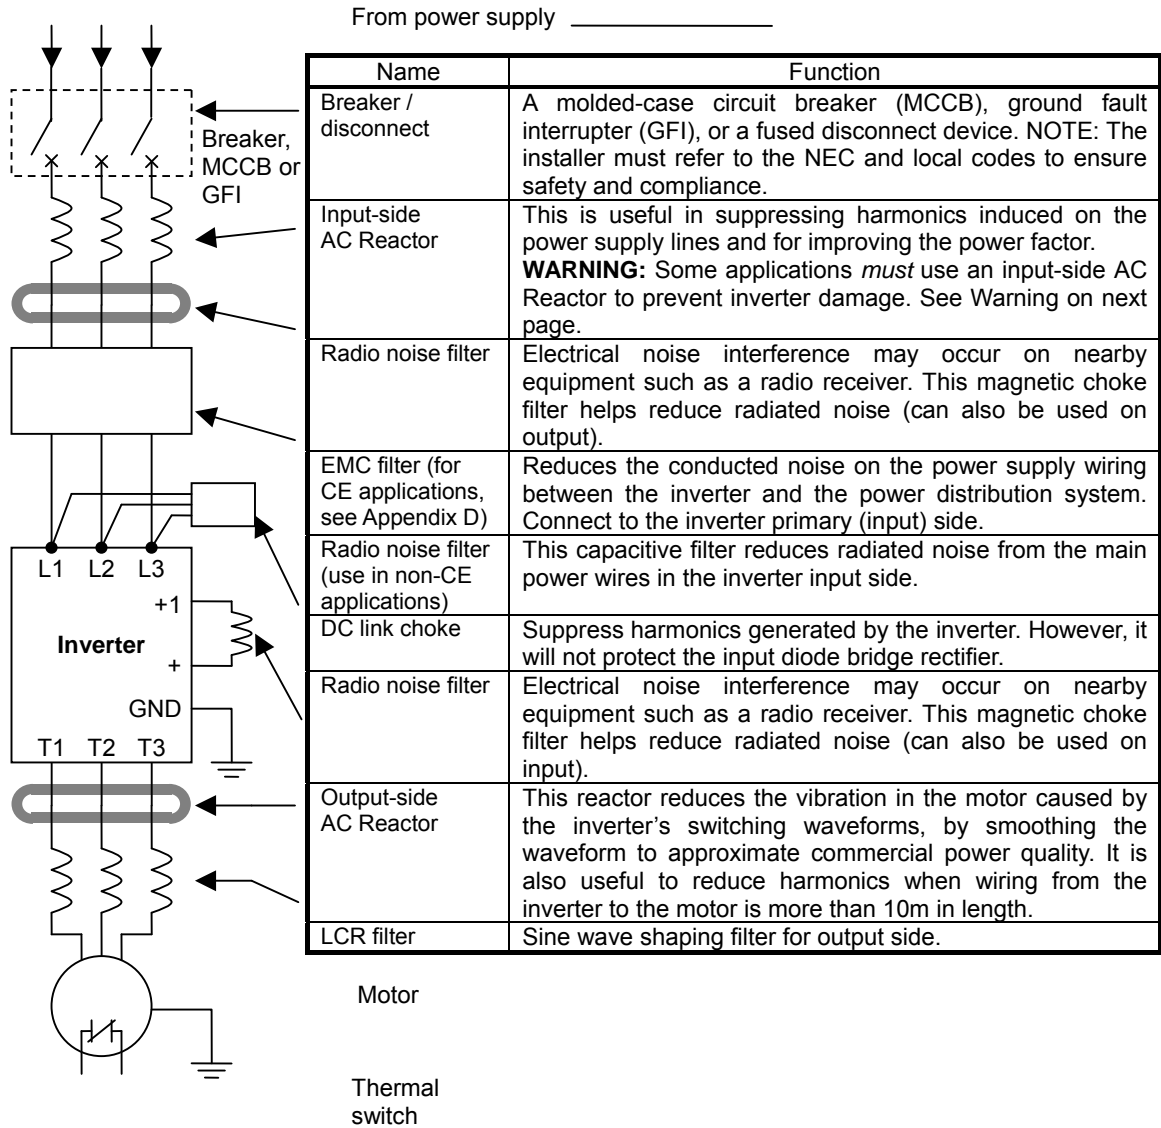 From power supply
Name Function
Breaker /
disconnect
A molded-case circuit breaker (MCCB), ground fault
interrupter (GFI), or a fused disconnect device. NOTE: The
installer must refer to the NEC and local codes to ensure
safety and compliance.
Breaker,
MCCB or
GFI
Input-side
AC Reactor
This is useful in suppressing harmonics induced on the
power supply lines and for improving the power factor.
WARNING: Some applications must use an input-side AC
Reactor to prevent inverter damage. See Warning on next
page.
Radio noise filter
Electrical noise interference may occur on nearby
equipment such as a radio receiver. This magnetic choke
filter helps reduce radiated noise (can also be used on
output).
EMC filter (for
CE applications,
see Appendix D)
Reduces the conducted noise on the power supply wiring
between the inverter and the power distribution system.
Connect to the inverter primary (input) side.
Radio noise filter
(use in non-CE
applications)
This capacitive filter reduces radiated noise from the main
power wires in the inverter input side.
DC link choke
Suppress harmonics generated by the inverter. However, it
will not protect the input diode bridge rectifier.
Radio noise filter
Electrical noise interference may occur on nearby
equipment such as a radio receiver. This magnetic choke
filter helps reduce radiated noise (can also be used on
input).
Output-side
AC Reactor
This reactor reduces the vibration in the motor caused by
the inverter’s switching waveforms, by smoothing the
waveform to approximate commercial power quality. It is
also useful to reduce harmonics when wiring from the
inverter to the motor is more than 10m in length.
LCR filter
Sine wave shaping filter for output side.
L1 L2 L3
+1
Inverter
+
GND
T1 T2 T3
Motor
Thermal
switch